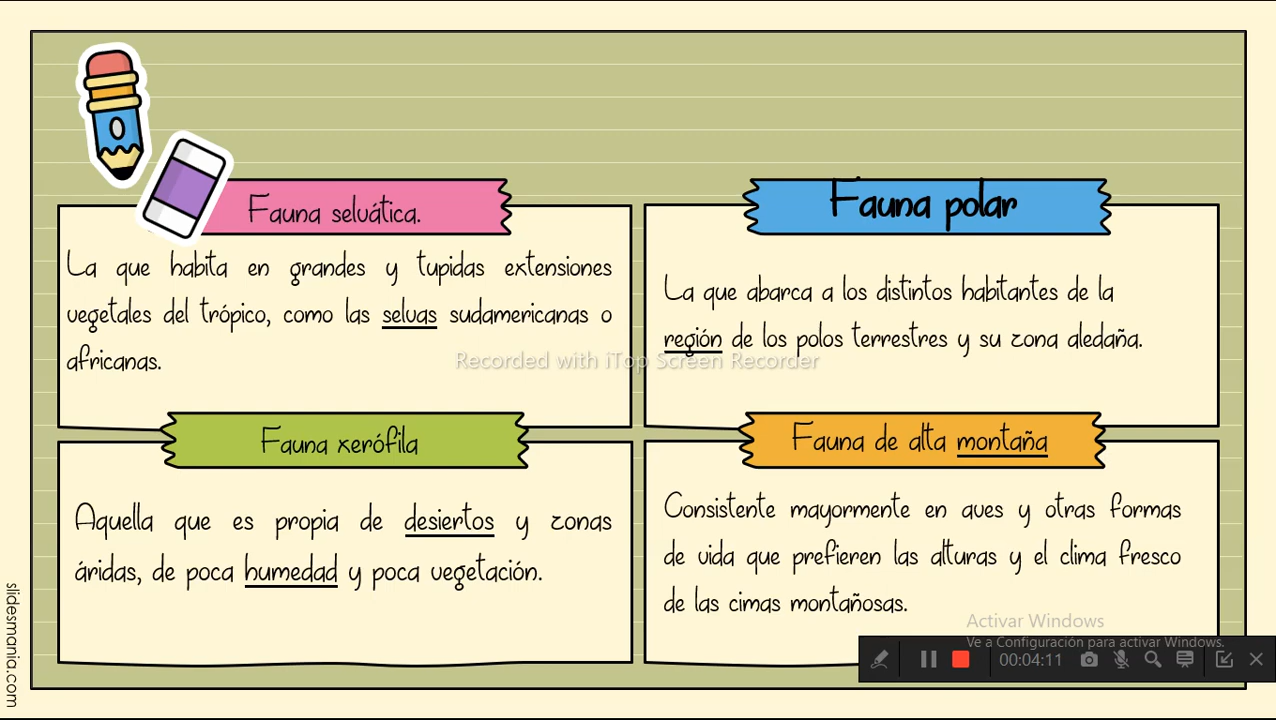 Fauna selvática.
La que habita en grandes y tupidas extensiones
vegetales del trópico, como las selvas sudamericanas o
africanas.
Fauna polar
La que abarca a los distintos habitantes de la
región de los polos terrestres y su zona aledaña.
Recorded with iTop Screen Recorder
Fauna xerófila
Aquella que es propia de desiertos y zonas
áridas, de poca humedad y poca vegetación.
Fauna de alta montaña
Consistente mayormente en aves y otras formas
de vida que prefieren las alturas y el clima fresco
de las cimas montañosas.
Activar Windows
Ve a Configuración para activar Windows.
00:04:11
slidesmania.com